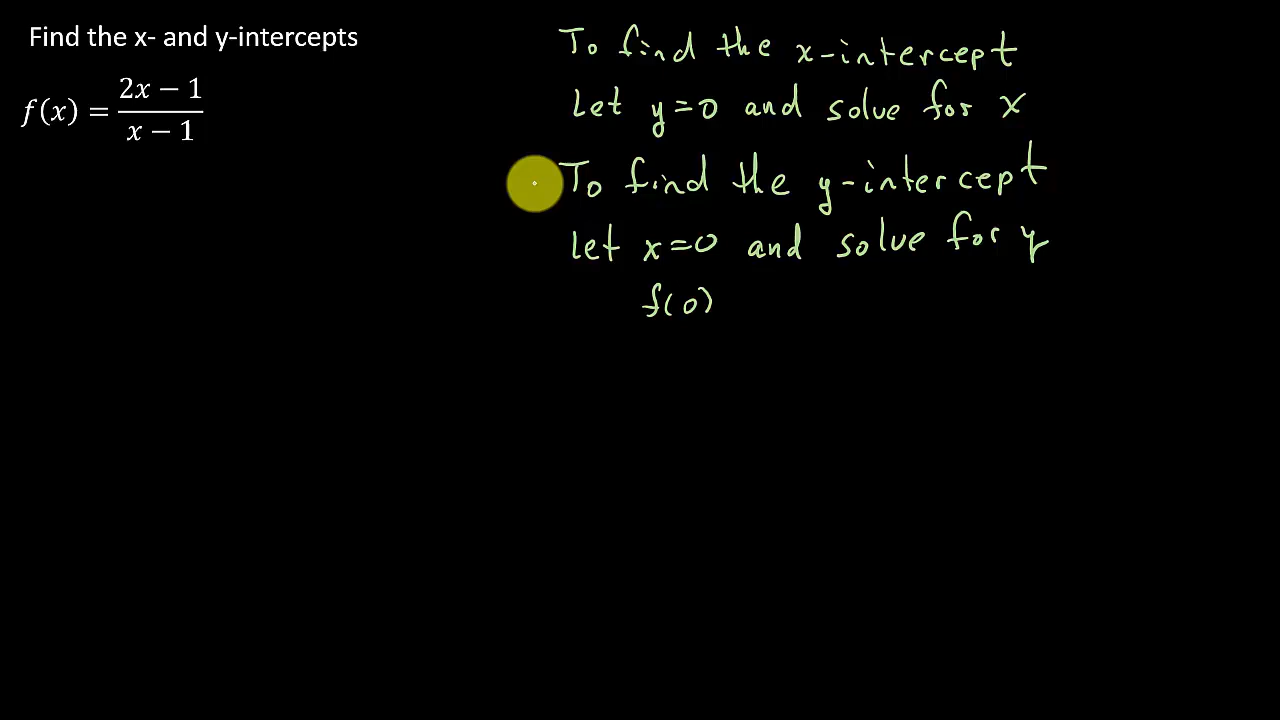 Find the x- and y-intercepts
f(x) = \frac{2x − 1}{x − 1}
To find the x-intercept
Let y=0 and solve for x
To find the y-intercept
Let x=0 and solve for y
f(0)